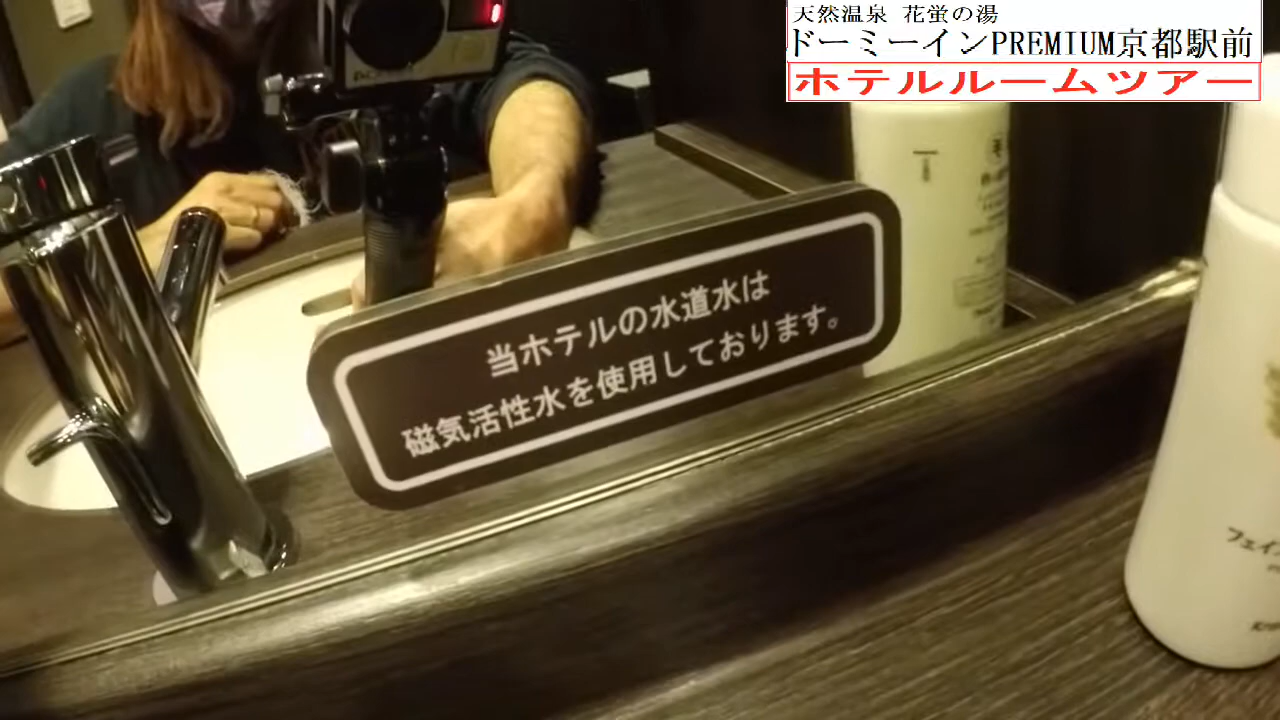 天然温泉 花蛍の湯
ドーミーインPREMIUM京都駅前
ホテルルームツアー
当ホテルの水道水は
磁気活性水を使用しております。
フェイ